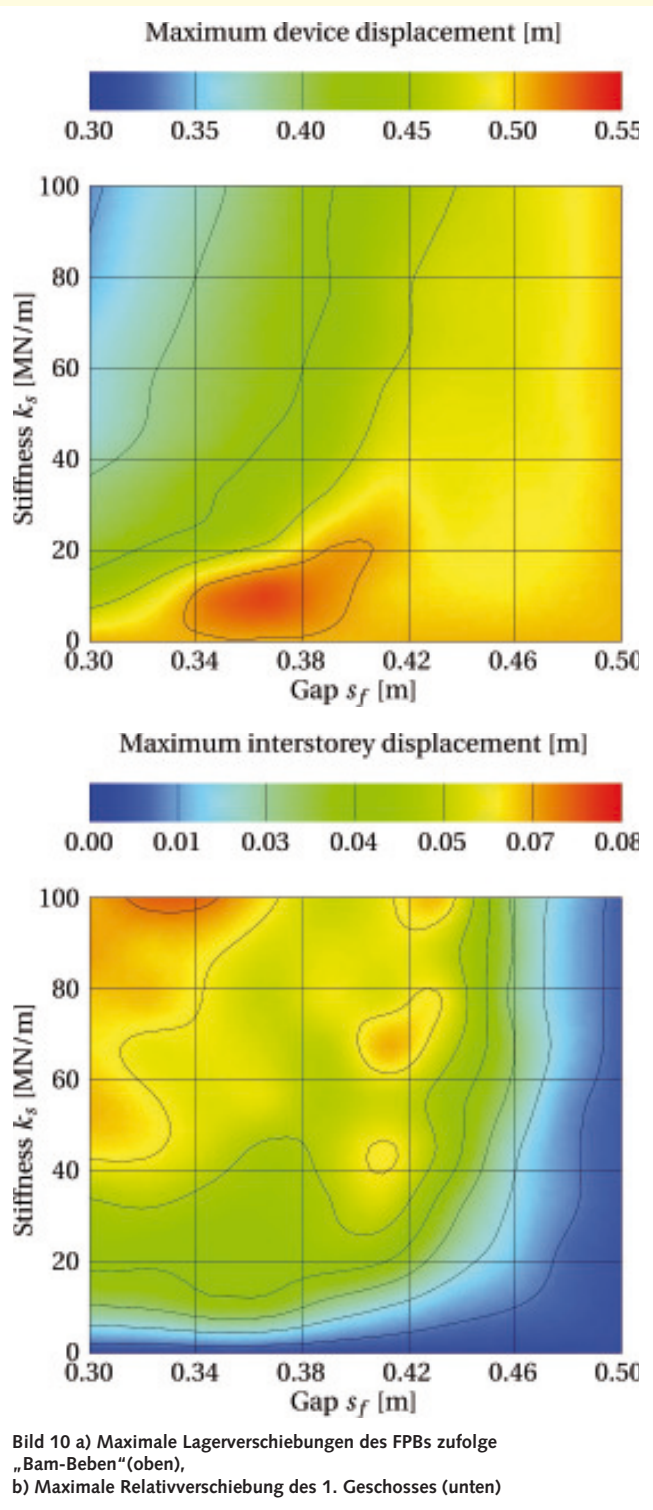 Maximum device displacement [m]
0.30 0.35 0.40 0.45 0.50 0.55
100
80
60
40
20
0
Stiffness ks [MN/m]
0.30 0.34 0.38 0.42 0.46 0.50
Gap sf [m]
Maximum interstorey displacement [m]
0.00 0.01 0.03 0.04 0.05 0.07 0.08
100
80
60
40
20
0
Stiffness ks [MN/m]
0.30 0.34 0.38 0.42 0.46 0.50
Gap sf [m]
Bild 10 a) Maximale Lagerverschiebungen des FPBs zufolge
„Bam-Beben“(oben),
b) Maximale Relativverschiebung des 1. Geschosses (unten)